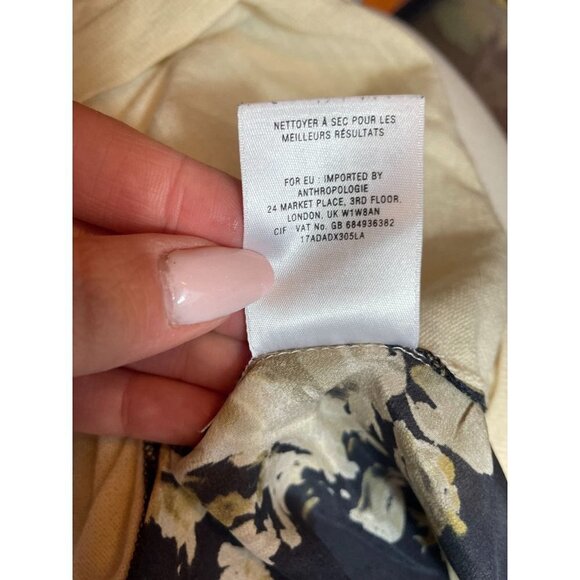 NETTOYER À SEC POUR LES
MEILLEURS RÉSULTATS
FOR EU : IMPORTED BY
ANTHROPOLOGIE
24 MARKET PLACE, 3RD FLOOR,
LONDON, UK W1W8AN
CIF : VAT No. GB 684936382
17ADADX305LA